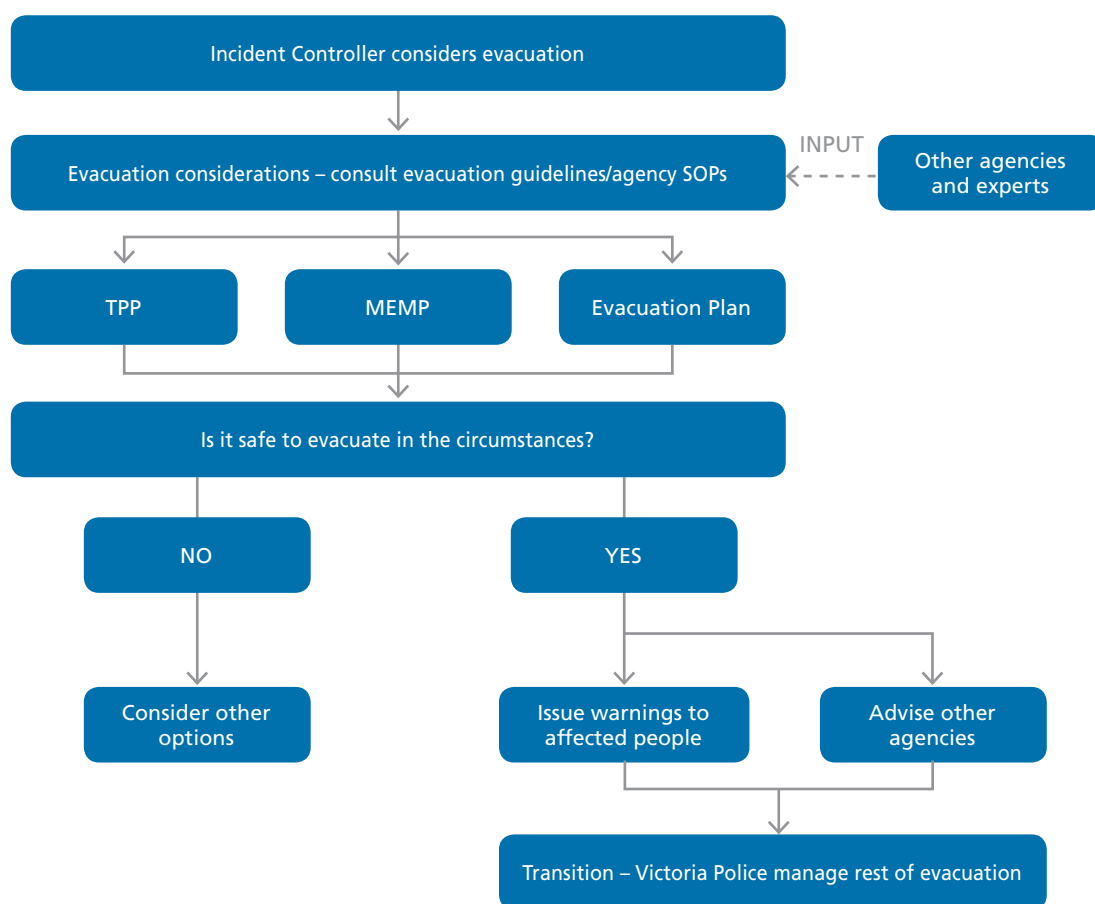 Incident Controller considers evacuation
INPUT
Evacuation considerations – consult evacuation guidelines/agency SOPs
Other agencies
and experts
TPP
MEMP
Evacuation Plan
Is it safe to evacuate in the circumstances?
NO
YES
Consider other
options
Issue warnings to
affected people
Advise other
agencies
Transition – Victoria Police manage rest of evacuation